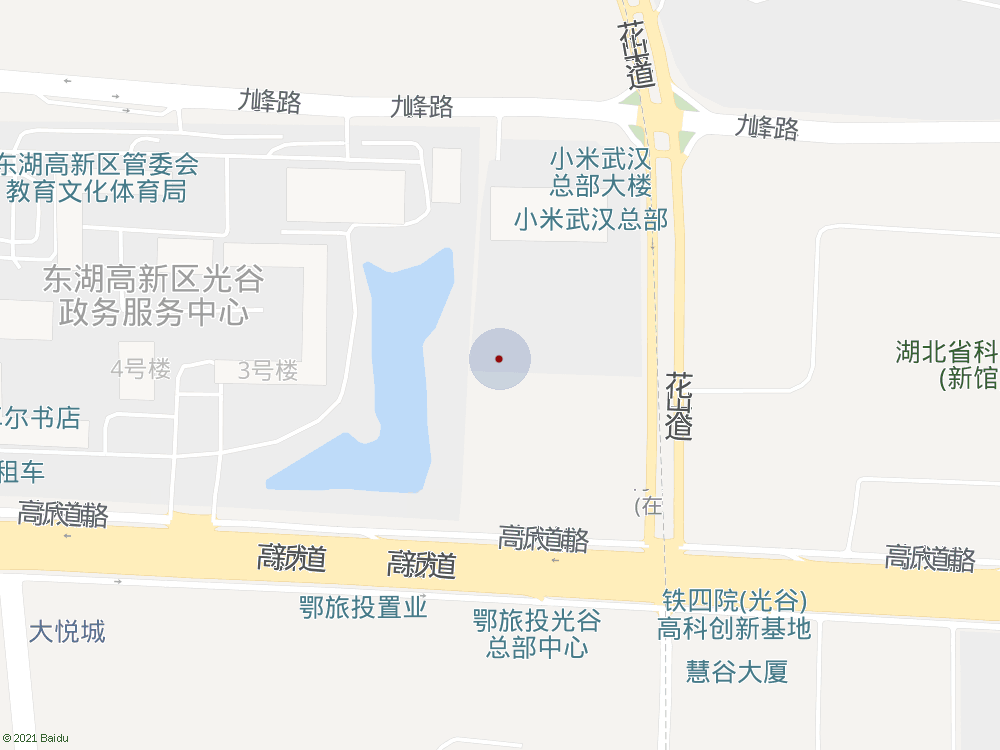 花山道
九峰路
九峰路
九峰路
东湖高新区管委会
教育文化体育局
小米武汉
总部大楼
小米武汉总部
东湖高新区光谷
政务服务中心
4号楼
3号楼
湖北省科
(新馆
花山道
尔书店
租车
(在
高新大道辅路
高新大道辅路
高新大道辅路
高新大道
高新大道
鄂旅投置业
鄂旅投光谷
总部中心
铁四院(光谷)
高科创新基地
大悦城
慧谷大厦
© 2021 Baidu